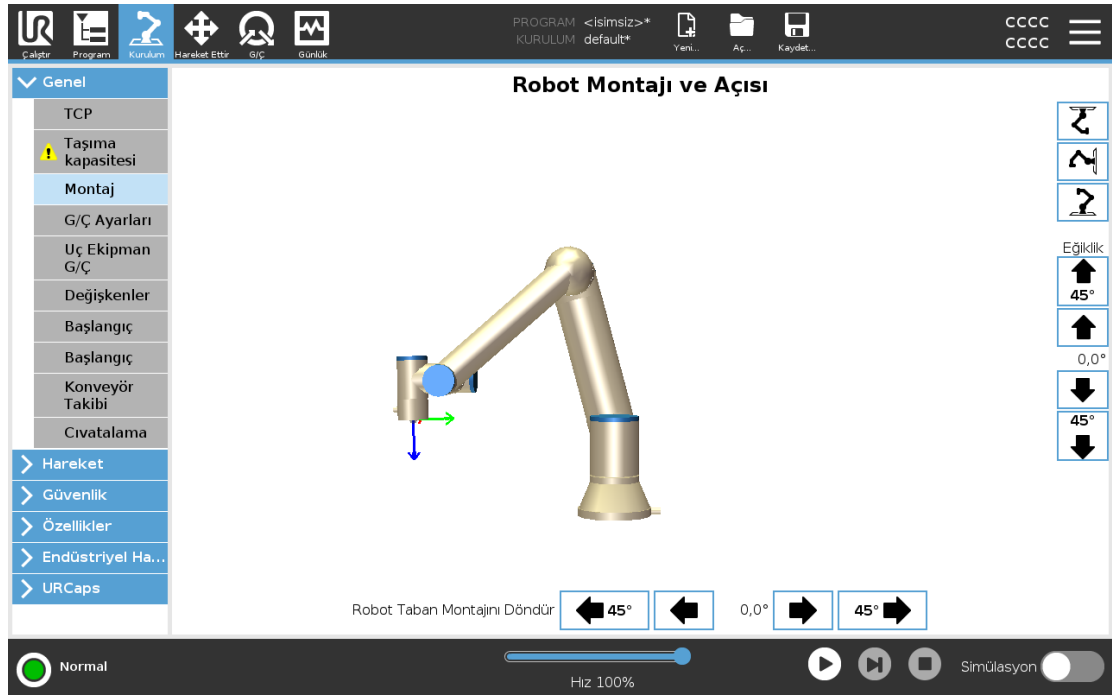 PROGRAM <isimsiz>*
KURULUM default*
cccc
cccc
Çalıştır
Program
Kurulum
Hareket Ettir
G/Ç
Günlük
Yeni...
Aç...
Kaydet...
Genel
TCP
Taşıma
kapasitesi
Montaj
G/Ç Ayarları
Uç Ekipman
G/Ç
Değişkenler
Başlangıç
Başlangıç
Konveyör
Takibi
Cıvatalama
Hareket
Güvenlik
Özellikler
Endüstriyel Ha...
URCaps
Robot Montajı ve Açısı
Eğiklik
45°
0,0°
45°
Robot Taban Montajını Döndür
45°
0,0°
45°
Normal
Hız 100%
Simülasyon